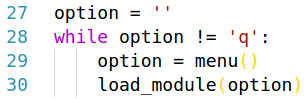 27 option = ''
28 while option != 'q':
29     option = menu()
30     load_module(option)